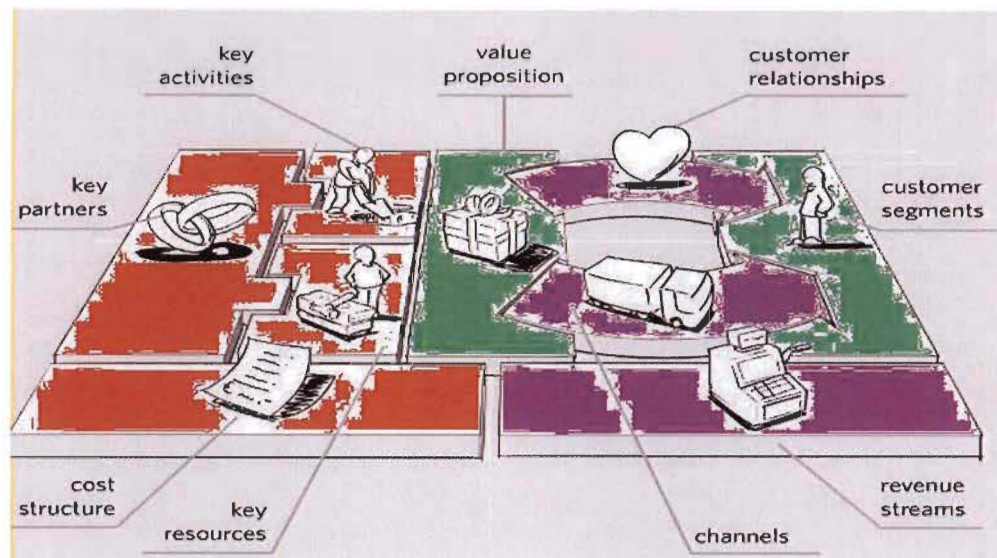 key
activities
value
proposition
customer
relationships
key
partners
customer
segments
cost
structure
key
resources
channels
revenue
streams